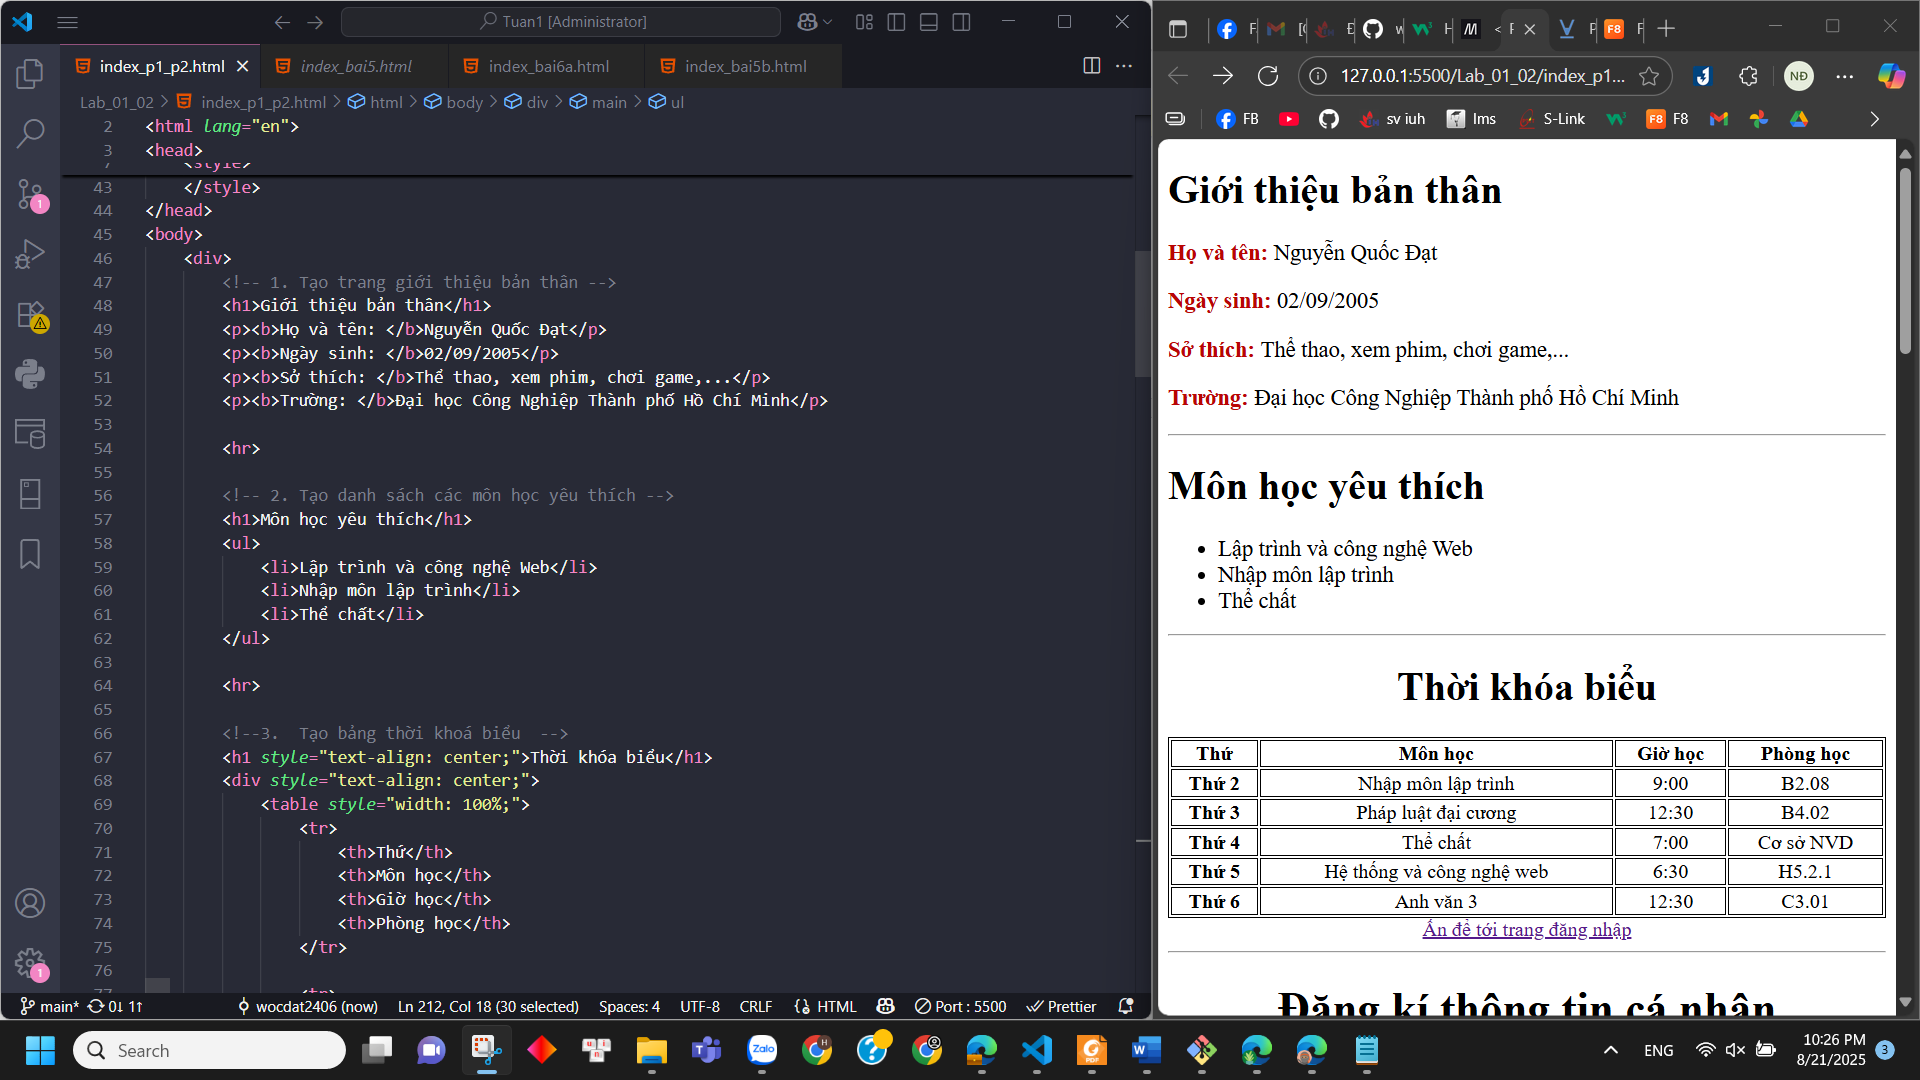 Tuan1 [Administrator]
index_p1_p2.html
index_bai5.html
index_bai6a.html
index_bai5b.html
Lab_01_02 > index_p1_p2.html > html > body > div > main > ul
2 <html lang="en">
3 <head>
<style>
43 </style>
44 </head>
45 <body>
46 <div>
47 <!-- 1. Tạo trang giới thiệu bản thân -->
48 <h1>Giới thiệu bản thân</h1>
49 <p><b>Họ và tên: </b>Nguyễn Quốc Đạt</p>
50 <p><b>Ngày sinh: </b>02/09/2005</p>
51 <p><b>Sở thích: </b>Thể thao, xem phim, chơi game,...</p>
52 <p><b>Trường: </b>Đại học Công Nghiệp Thành phố Hồ Chí Minh</p>
53
54 <hr>
55
56 <!-- 2. Tạo danh sách các môn học yêu thích -->
57 <h1>Môn học yêu thích</h1>
58 <ul>
59 <li>Lập trình và công nghệ Web</li>
60 <li>Nhập môn lập trình</li>
61 <li>Thể chất</li>
62 </ul>
63
64 <hr>
65
66 <!--3.  Tạo bảng thời khoá biểu  -->
67 <h1 style="text-align: center;">Thời khóa biểu</h1>
68 <div style="text-align: center;">
69 <table style="width: 100%;">
70 <tr>
71 <th>Thứ</th>
72 <th>Môn học</th>
73 <th>Giờ học</th>
74 <th>Phòng học</th>
75 </tr>
76
77 <tr>
main* 0↓ 1↑
wocdat2406 (now)
Ln 212, Col 18 (30 selected)
Spaces: 4
UTF-8
CRLF
HTML
Port : 5500
Prettier
127.0.0.1:5500/Lab_01_02/index_p1...
NĐ
FB
sv iuh
lms
S-Link
F8
F8
Giới thiệu bản thân
Họ và tên: Nguyễn Quốc Đạt
Ngày sinh: 02/09/2005
Sở thích: Thể thao, xem phim, chơi game,...
Trường: Đại học Công Nghiệp Thành phố Hồ Chí Minh
Môn học yêu thích
• Lập trình và công nghệ Web
• Nhập môn lập trình
• Thể chất
Thời khóa biểu
Thứ Môn học Giờ học Phòng học
Thứ 2 Nhập môn lập trình 9:00 B2.08
Thứ 3 Pháp luật đại cương 12:30 B4.02
Thứ 4 Thể chất 7:00 Cơ sở NVD
Thứ 5 Hệ thống và công nghệ web 6:30 H5.2.1
Thứ 6 Anh văn 3 12:30 C3.01
Ấn để tới trang đăng nhập
Đăng kí thông tin cá nhân
Search
Zalo
ENG
10:26 PM
8/21/2025
3